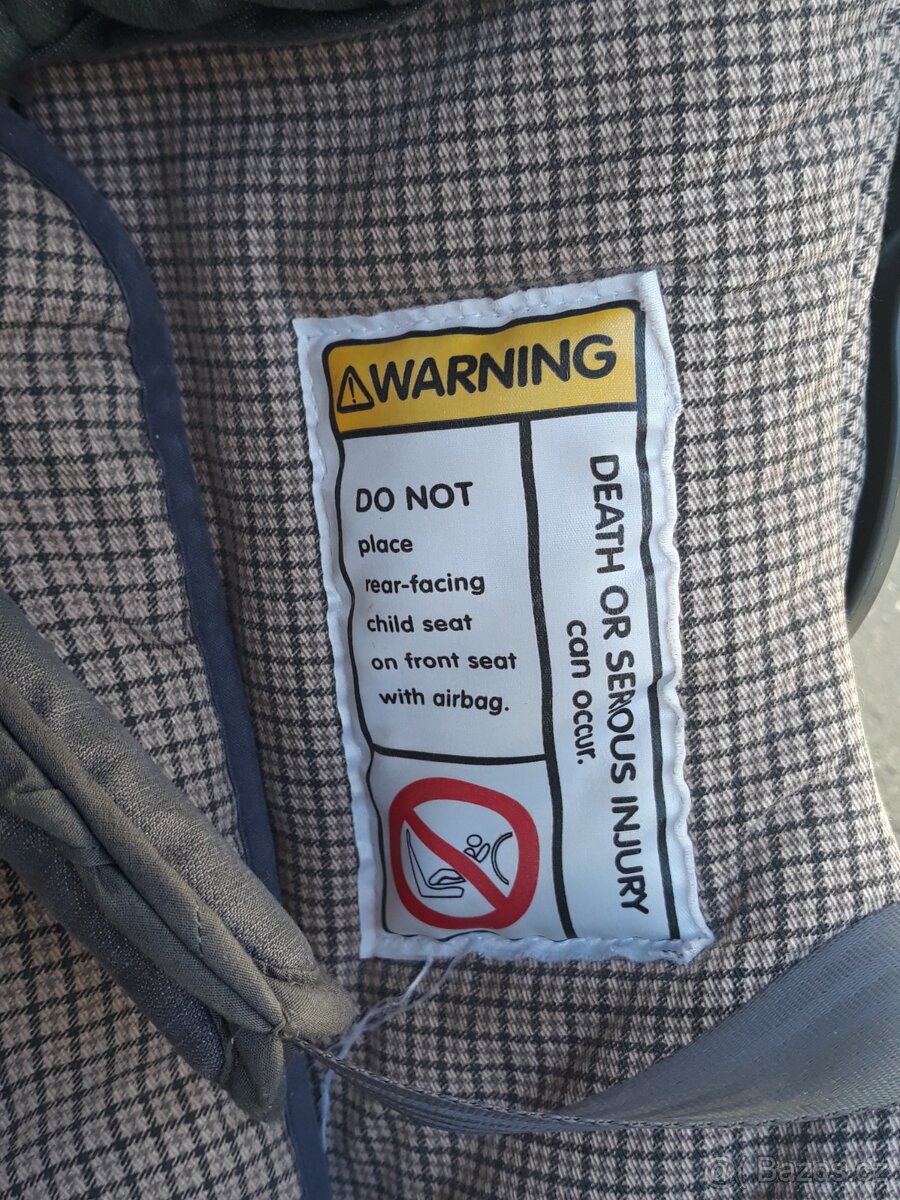 WARNING
DO NOT
place
rear-facing
child seat
on front seat
with airbag.
DEATH OR SERIOUS INJURY
can occur.
Bazos.cz